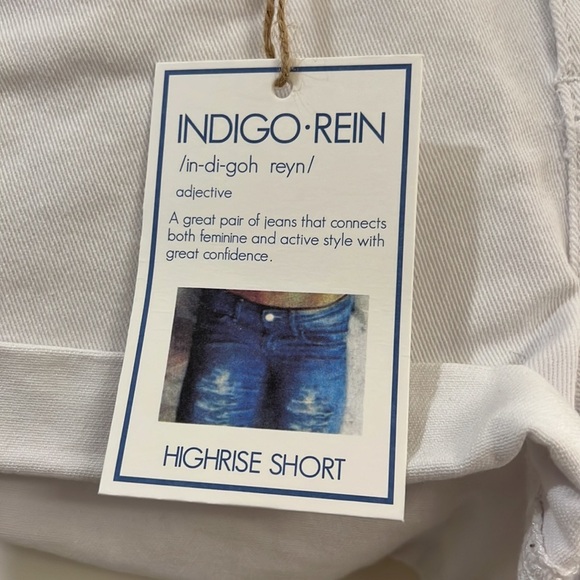 INDIGO·REIN
/in-di-goh reyn/
adjective
A great pair of jeans that connects
both feminine and active style with
great confidence.
HIGHRISE SHORT